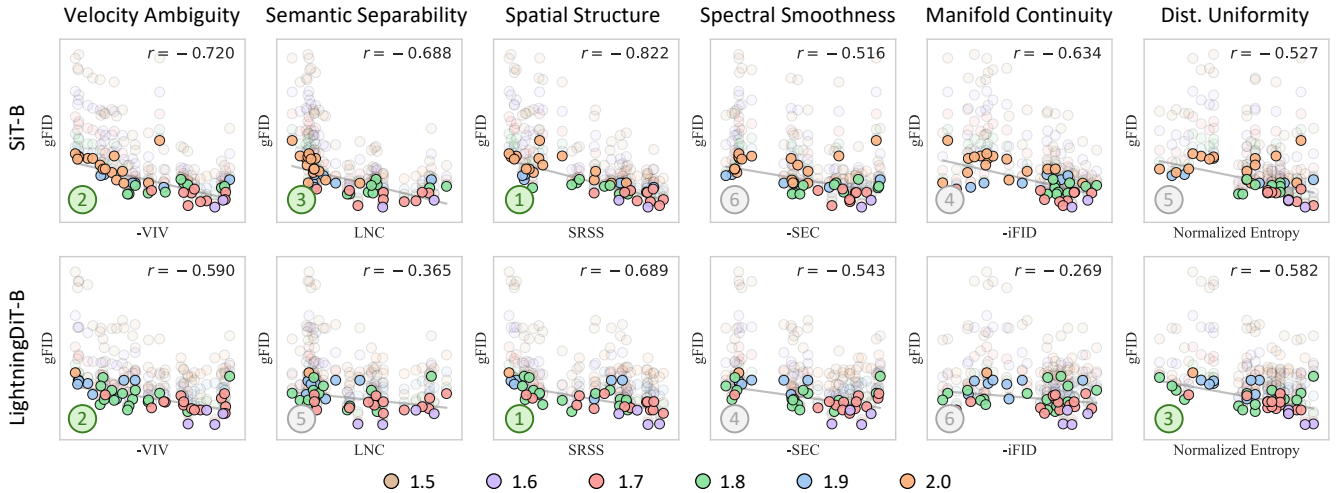 Velocity Ambiguity Semantic Separability Spatial Structure Spectral Smoothness Manifold Continuity Dist. Uniformity
SiT-B
gFID r = − 0.720 2 -VIV
gFID r = − 0.688 3 LNC
gFID r = − 0.822 1 SRSS
gFID r = − 0.516 6 -SEC
gFID r = − 0.634 4 -iFID
gFID r = − 0.527 5 Normalized Entropy
LightningDiT-B
gFID r = − 0.590 2 -VIV
gFID r = − 0.365 5 LNC
gFID r = − 0.689 1 SRSS
gFID r = − 0.543 4 -SEC
gFID r = − 0.269 6 -iFID
gFID r = − 0.582 3 Normalized Entropy
1.5 1.6 1.7 1.8 1.9 2.0